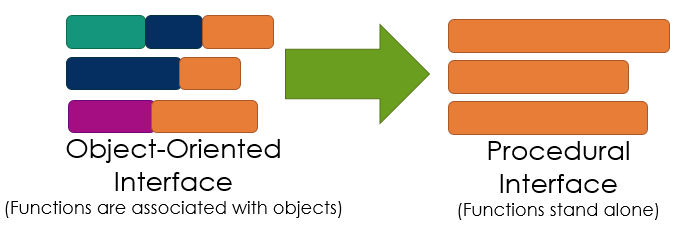 Object-Oriented
Interface
(Functions are associated with objects)
Procedural
Interface
(Functions stand alone)